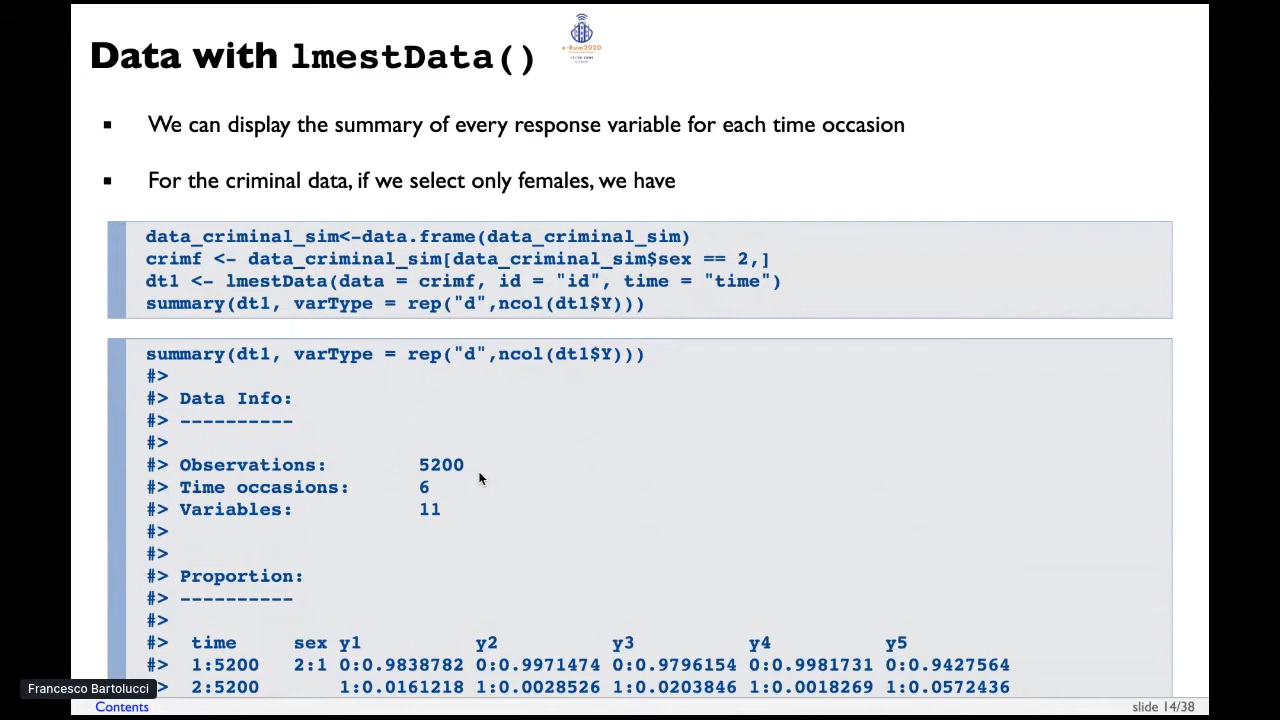 Data with lmestData()
e-Rum2020
▪ We can display the summary of every response variable for each time occasion
▪ For the criminal data, if we select only females, we have
data_criminal_sim<-data.frame(data_criminal_sim)
crimf <- data_criminal_sim[data_criminal_sim$sex == 2,]
dt1 <- lmestData(data = crimf, id = "id", time = "time")
summary(dt1, varType = rep("d",ncol(dt1$Y)))
summary(dt1, varType = rep("d",ncol(dt1$Y)))
#>
#> Data Info:
#> ----------
#>
#> Observations: 5200
#> Time occasions: 6
#> Variables: 11
#>
#>
#> Proportion:
#> ----------
#>
#> time sex y1 y2 y3 y4 y5
#> 1:5200 2:1 0:0.9838782 0:0.9971474 0:0.9796154 0:0.9981731 0:0.9427564
> 2:5200 1:0.0161218 1:0.0028526 1:0.0203846 1:0.0018269 1:0.0572436
Francesco Bartolucci
Contents
slide 14/38